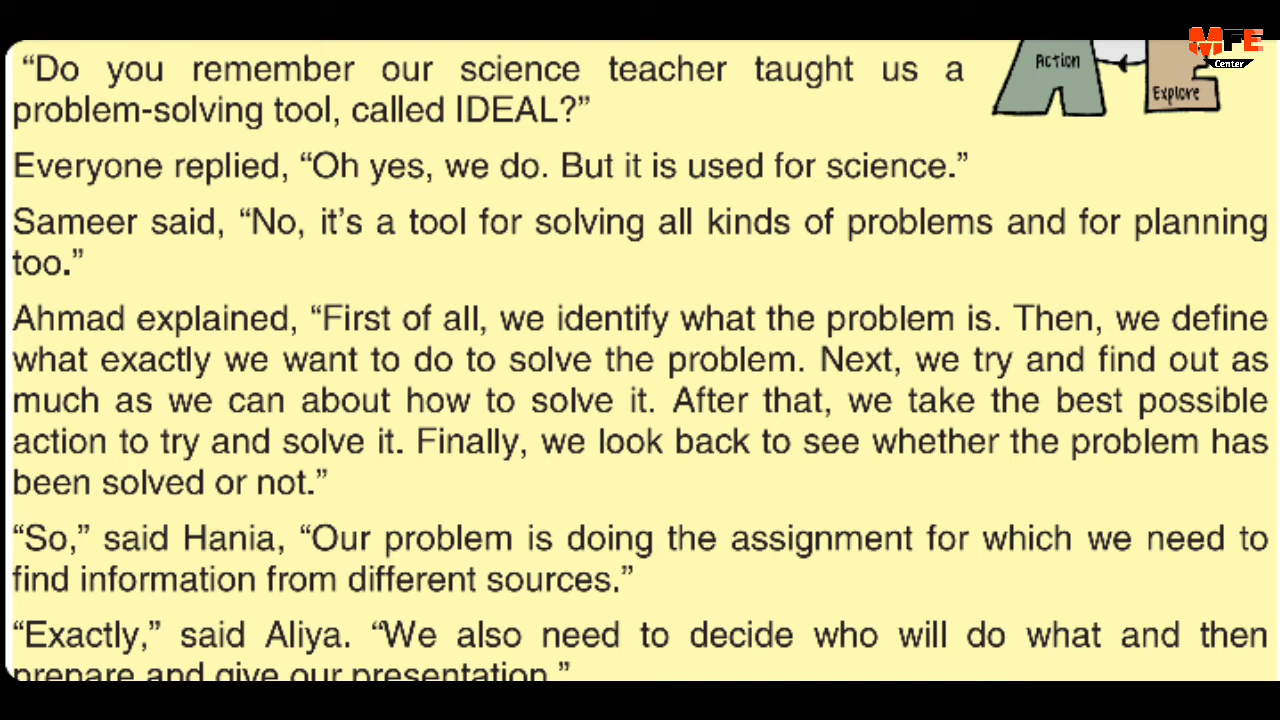 MFE
Center
Action
Explore
“Do you remember our science teacher taught us a
problem-solving tool, called IDEAL?”
Everyone replied, “Oh yes, we do. But it is used for science.”
Sameer said, “No, it’s a tool for solving all kinds of problems and for planning
too.”
Ahmad explained, “First of all, we identify what the problem is. Then, we define
what exactly we want to do to solve the problem. Next, we try and find out as
much as we can about how to solve it. After that, we take the best possible
action to try and solve it. Finally, we look back to see whether the problem has
been solved or not.”
“So,” said Hania, “Our problem is doing the assignment for which we need to
find information from different sources.”
“Exactly,” said Aliya. “We also need to decide who will do what and then
prepare and give our presentation.”